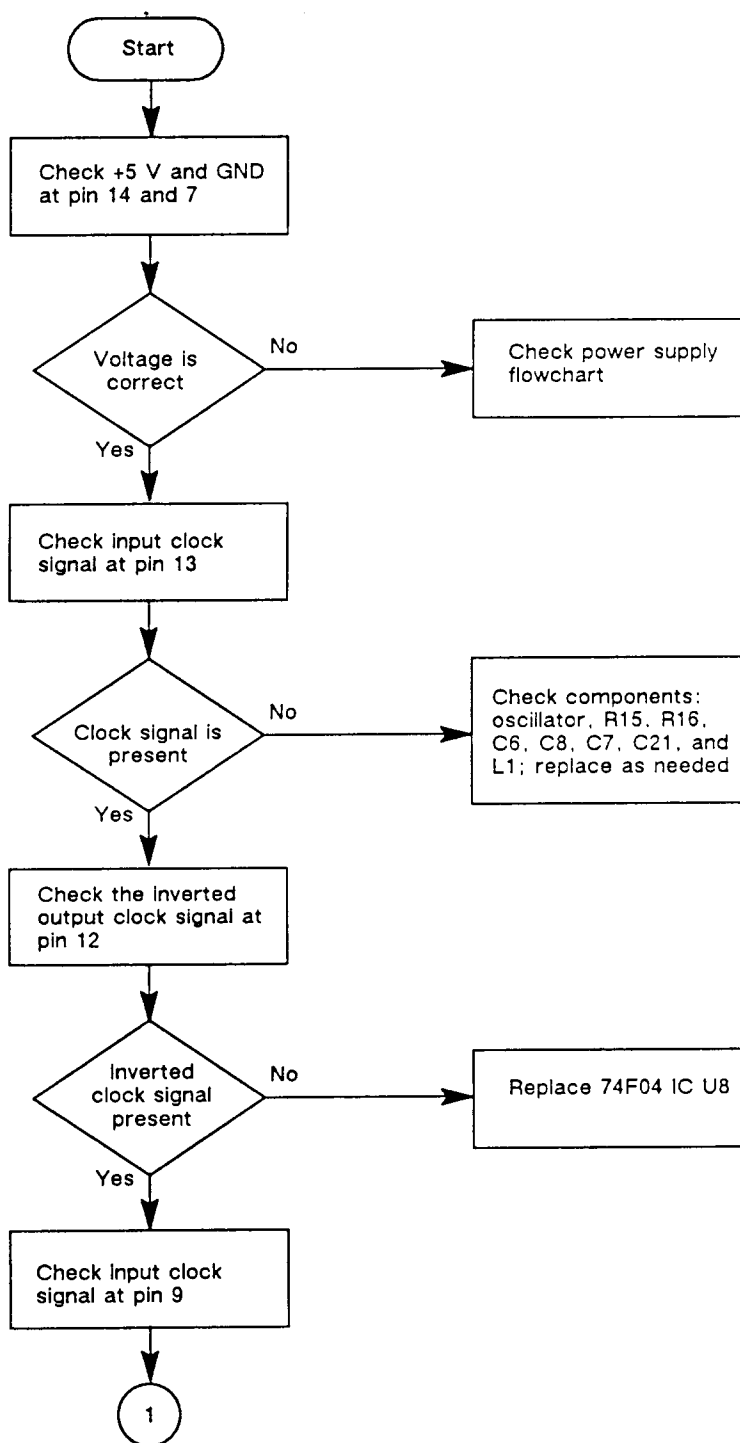 Start
Check +5 V and GND
at pin 14 and 7
Voltage is
correct
No
Check power supply
flowchart
Yes
Check input clock
signal at pin 13
Clock signal is
present
No
Check components:
oscillator, R15, R16,
C6, C8, C7, C21, and
L1; replace as needed
Yes
Check the inverted
output clock signal at
pin 12
Inverted
clock signal
present
No
Replace 74F04 IC U8
Yes
Check input clock
signal at pin 9
1